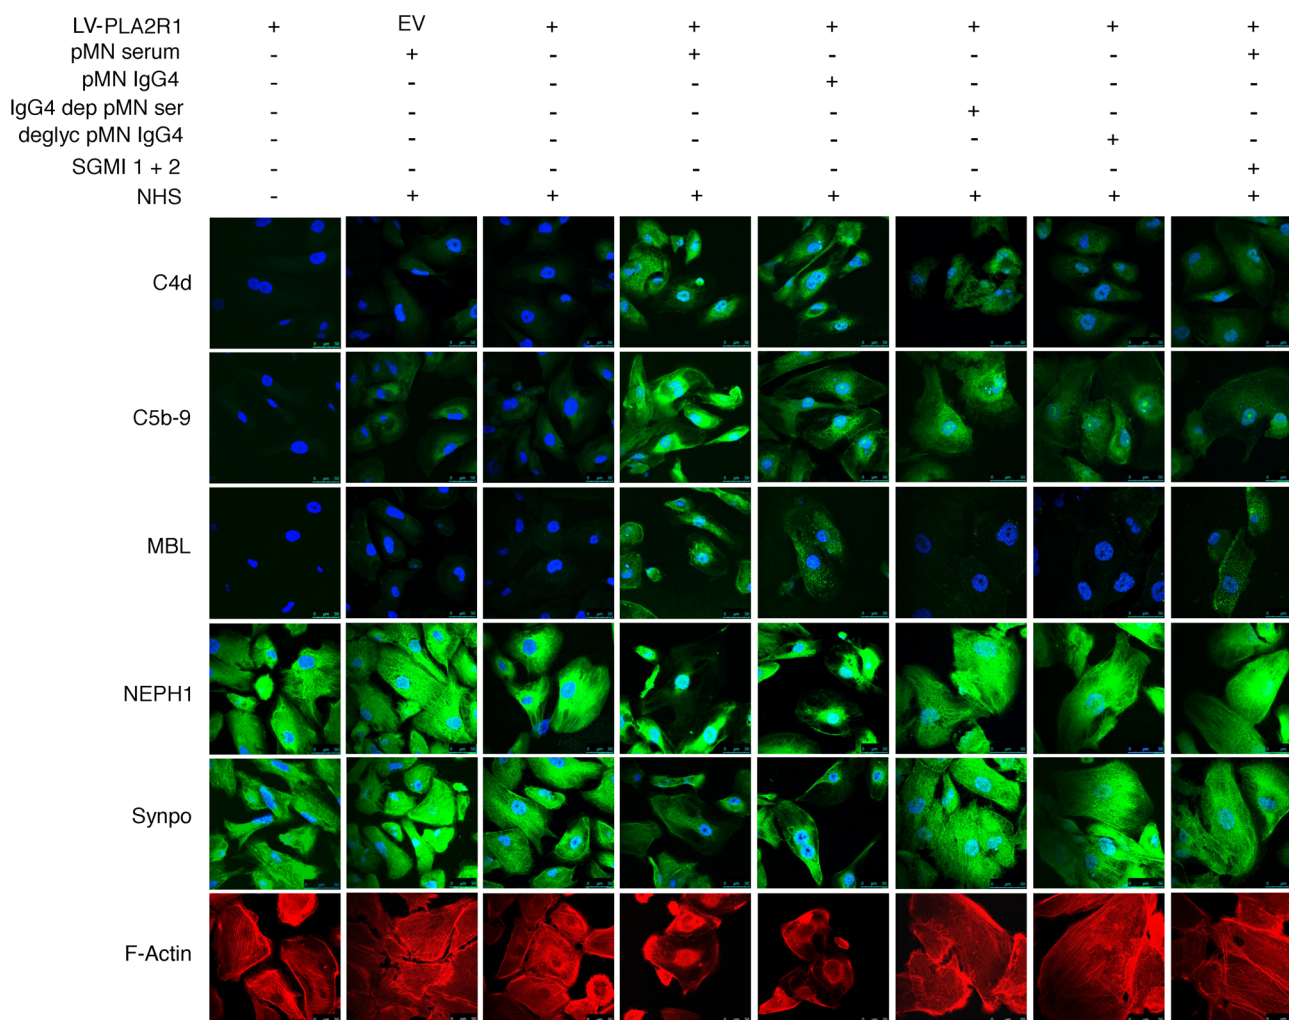 LV-PLA2R1 + EV + + + + + +
pMN serum - + - + - - - +
pMN IgG4 - - - - + - - -
IgG4 dep pMN ser - - - - - + - -
deglyc pMN IgG4 - - - - - - + -
SGMI 1 + 2 - - - - - - - +
NHS - + + + + + + +
C4d
C5b-9
MBL
NEPH1
Synpo
F-Actin